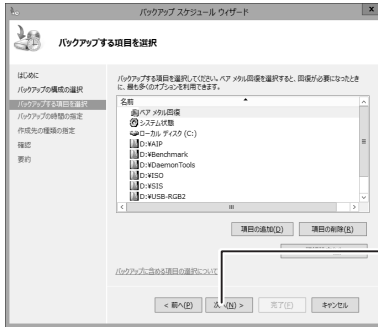 バックアップ スケジュール ウィザード
バックアップする項目を選択
はじめに
バックアップの構成の選択
バックアップする項目を選択
バックアップの時間の指定
作成先の種類の指定
確認
要約
バックアップする項目を選択してください。ベア メタル回復を選択すると、回復が必要になったとき
に、最も多くのオプションを利用できます。
名前
ベア メタル回復
システム状態
ローカル ディスク (C:)
D:¥AIP
D:¥Benchmark
D:¥DaemonTools
D:¥ISO
D:¥SIS
D:¥USB-RGB2
項目の追加(D)
項目の削除(R)
バックアップに含める項目の選択について
< 前へ(P)
次へ(N) >
完了(F)
キャンセル